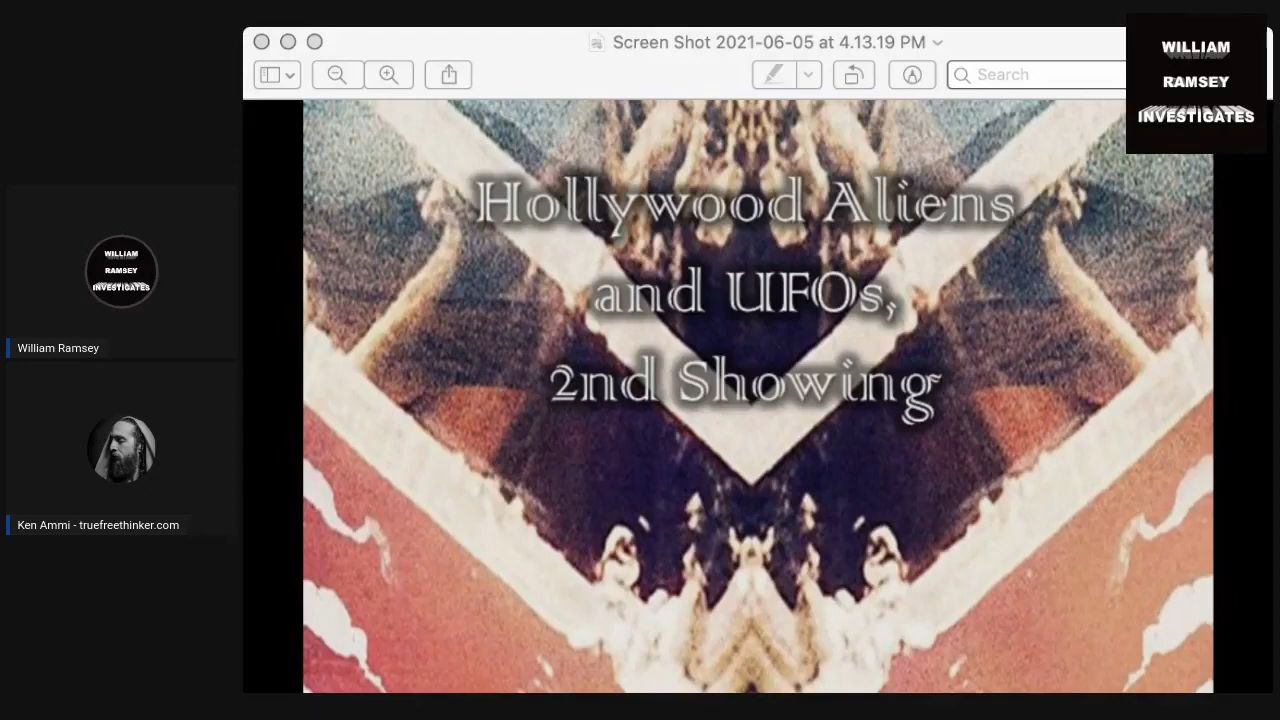 Screen Shot 2021-06-05 at 4.13.19 PM
Search
WILLIAM
RAMSEY
INVESTIGATES
Hollywood Aliens
and UFOs,
2nd Showing
WILLIAM
RAMSEY
INVESTIGATES
William Ramsey
Ken Ammi - truefreethinker.com